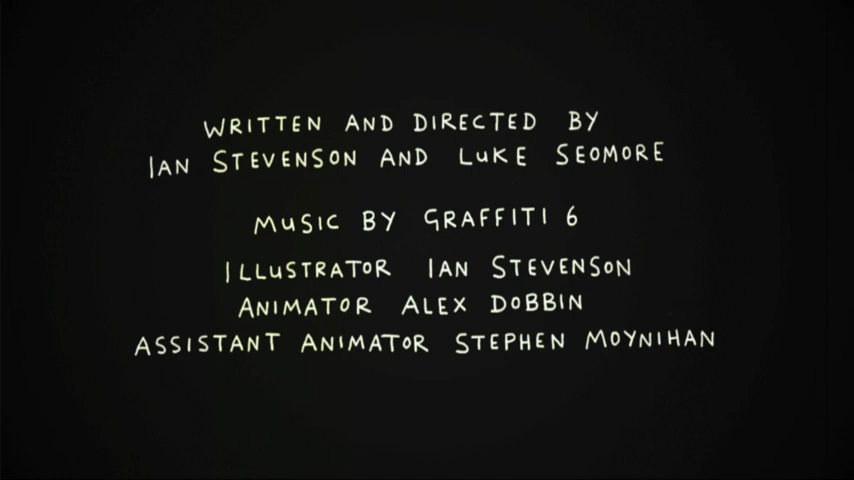 WRITTEN AND DIRECTED BY
IAN STEVENSON AND LUKE SEOMORE
MUSIC BY GRAFFITI 6
ILLUSTRATOR IAN STEVENSON
ANIMATOR ALEX DOBBIN
ASSISTANT ANIMATOR STEPHEN MOYNIHAN